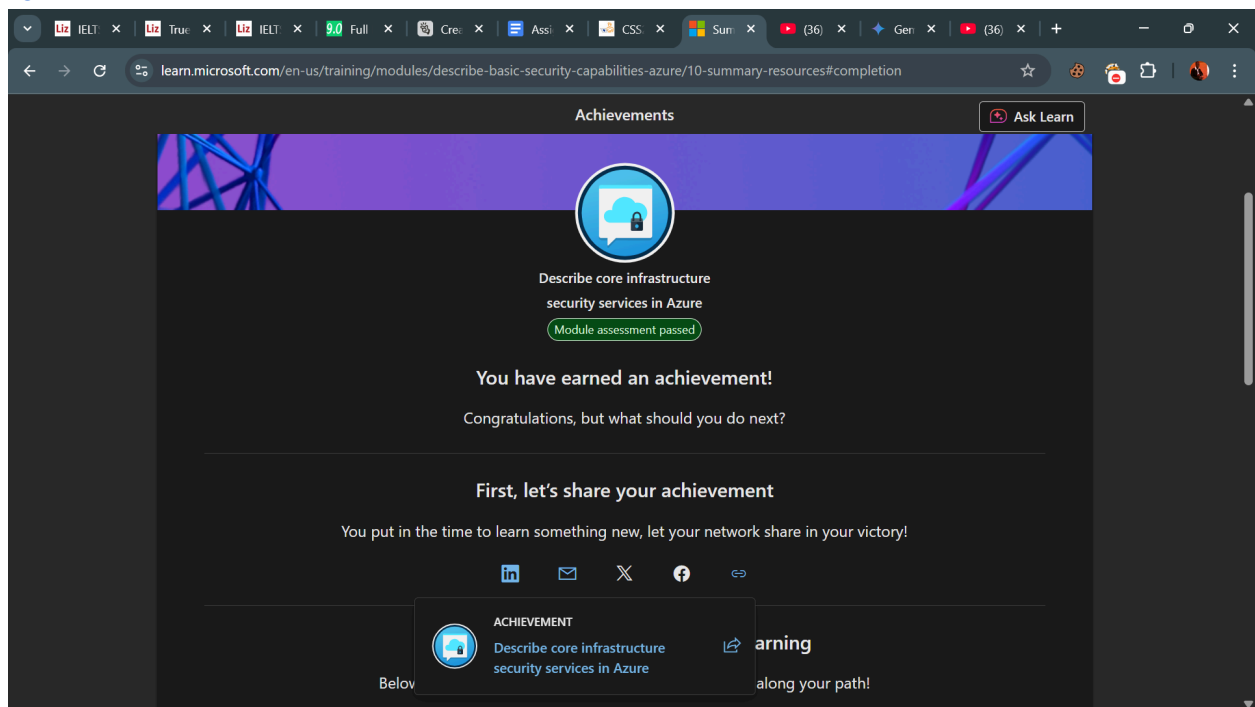 Liz IELT: Liz True Liz IELT: 9.0 Full Crea Assi CSS. Sum (36) Gen (36)
learn.microsoft.com/en-us/training/modules/describe-basic-security-capabilities-azure/10-summary-resources#completion
Achievements
Ask Learn
Describe core infrastructure
security services in Azure
Module assessment passed
You have earned an achievement!
Congratulations, but what should you do next?
First, let's share your achievement
You put in the time to learn something new, let your network share in your victory!
ACHIEVEMENT
Describe core infrastructure
security services in Azure
arning
Below along your path!